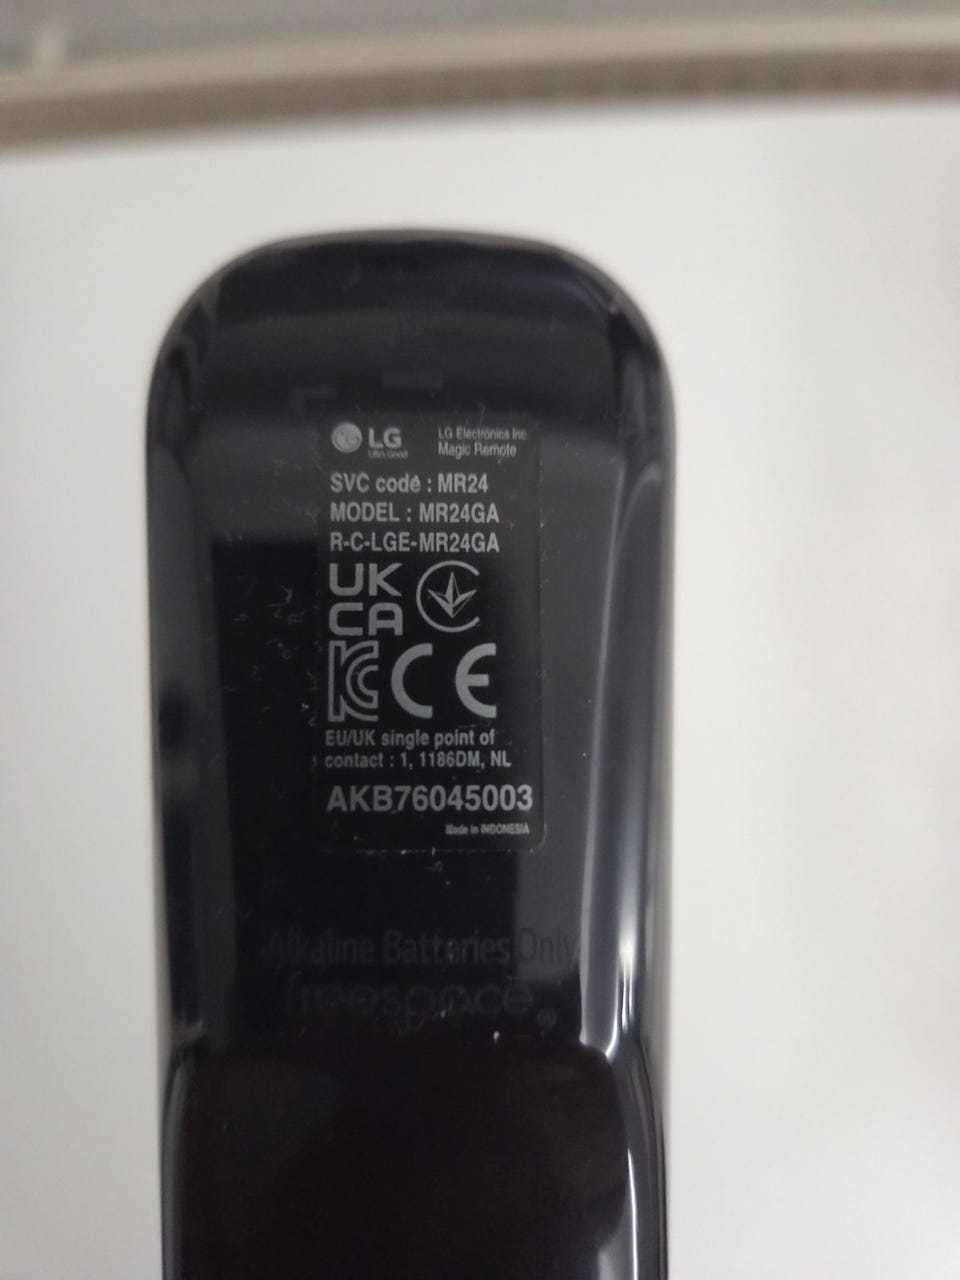 LG
Life's Good
LG Electronics Inc.
Magic Remote
SVC code : MR24
MODEL : MR24GA
R-C-LGE-MR24GA
UK
CA
KC CE
EU/UK single point of
contact : 1, 1186DM, NL
AKB76045003
Made in INDONESIA
Alkaline Batteries Only
freespace®